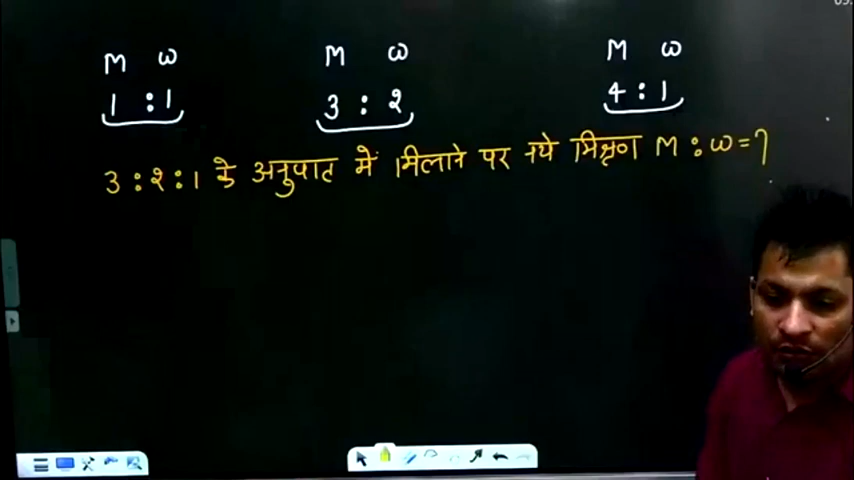 M ω M ω M ω
1 : 1 3 : 2 4 : 1
3 : 2 : 1 के अनुपात में मिलाने पर नये मिश्रण M : ω = ?